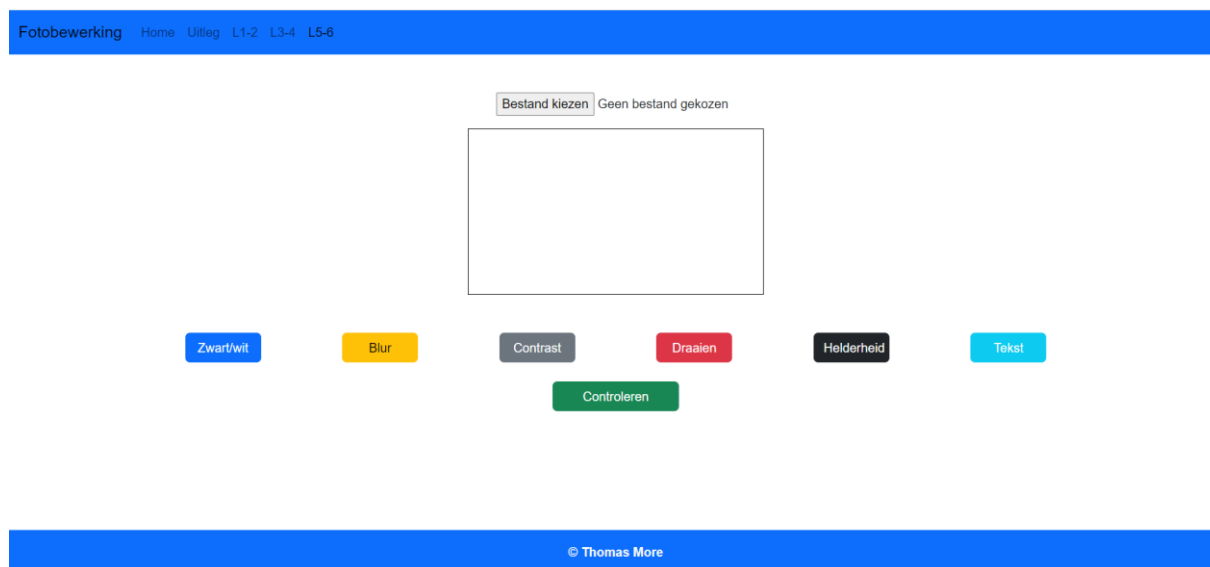 Fotobewerking Home Uitleg L1-2 L3-4 L5-6
Bestand kiezen Geen bestand gekozen
Zwart/wit Blur Contrast Draaien Helderheid Tekst
Controleren
© Thomas More